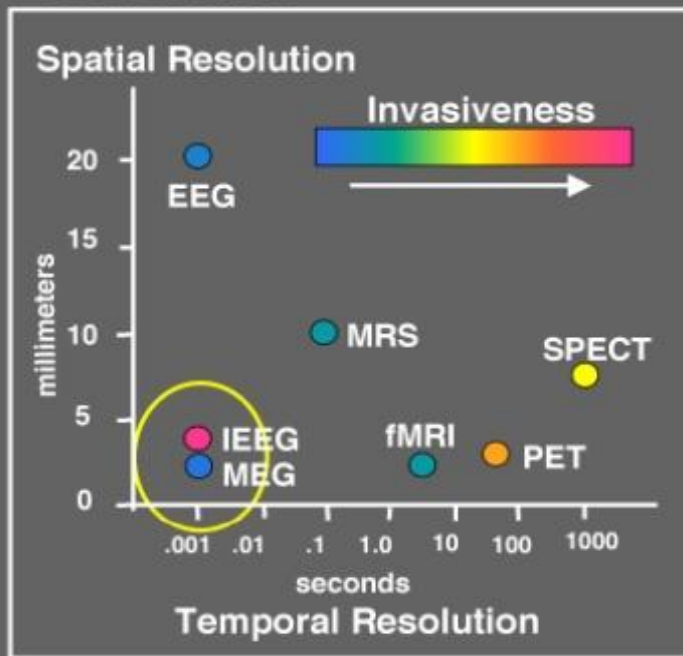 Spatial Resolution
Invasiveness
20
EEG
15
millimeters
10
MRS
SPECT
5
IEEG
fMRI
MEG
PET
0
.001 .01 .1 1.0 10 100 1000
seconds
Temporal Resolution